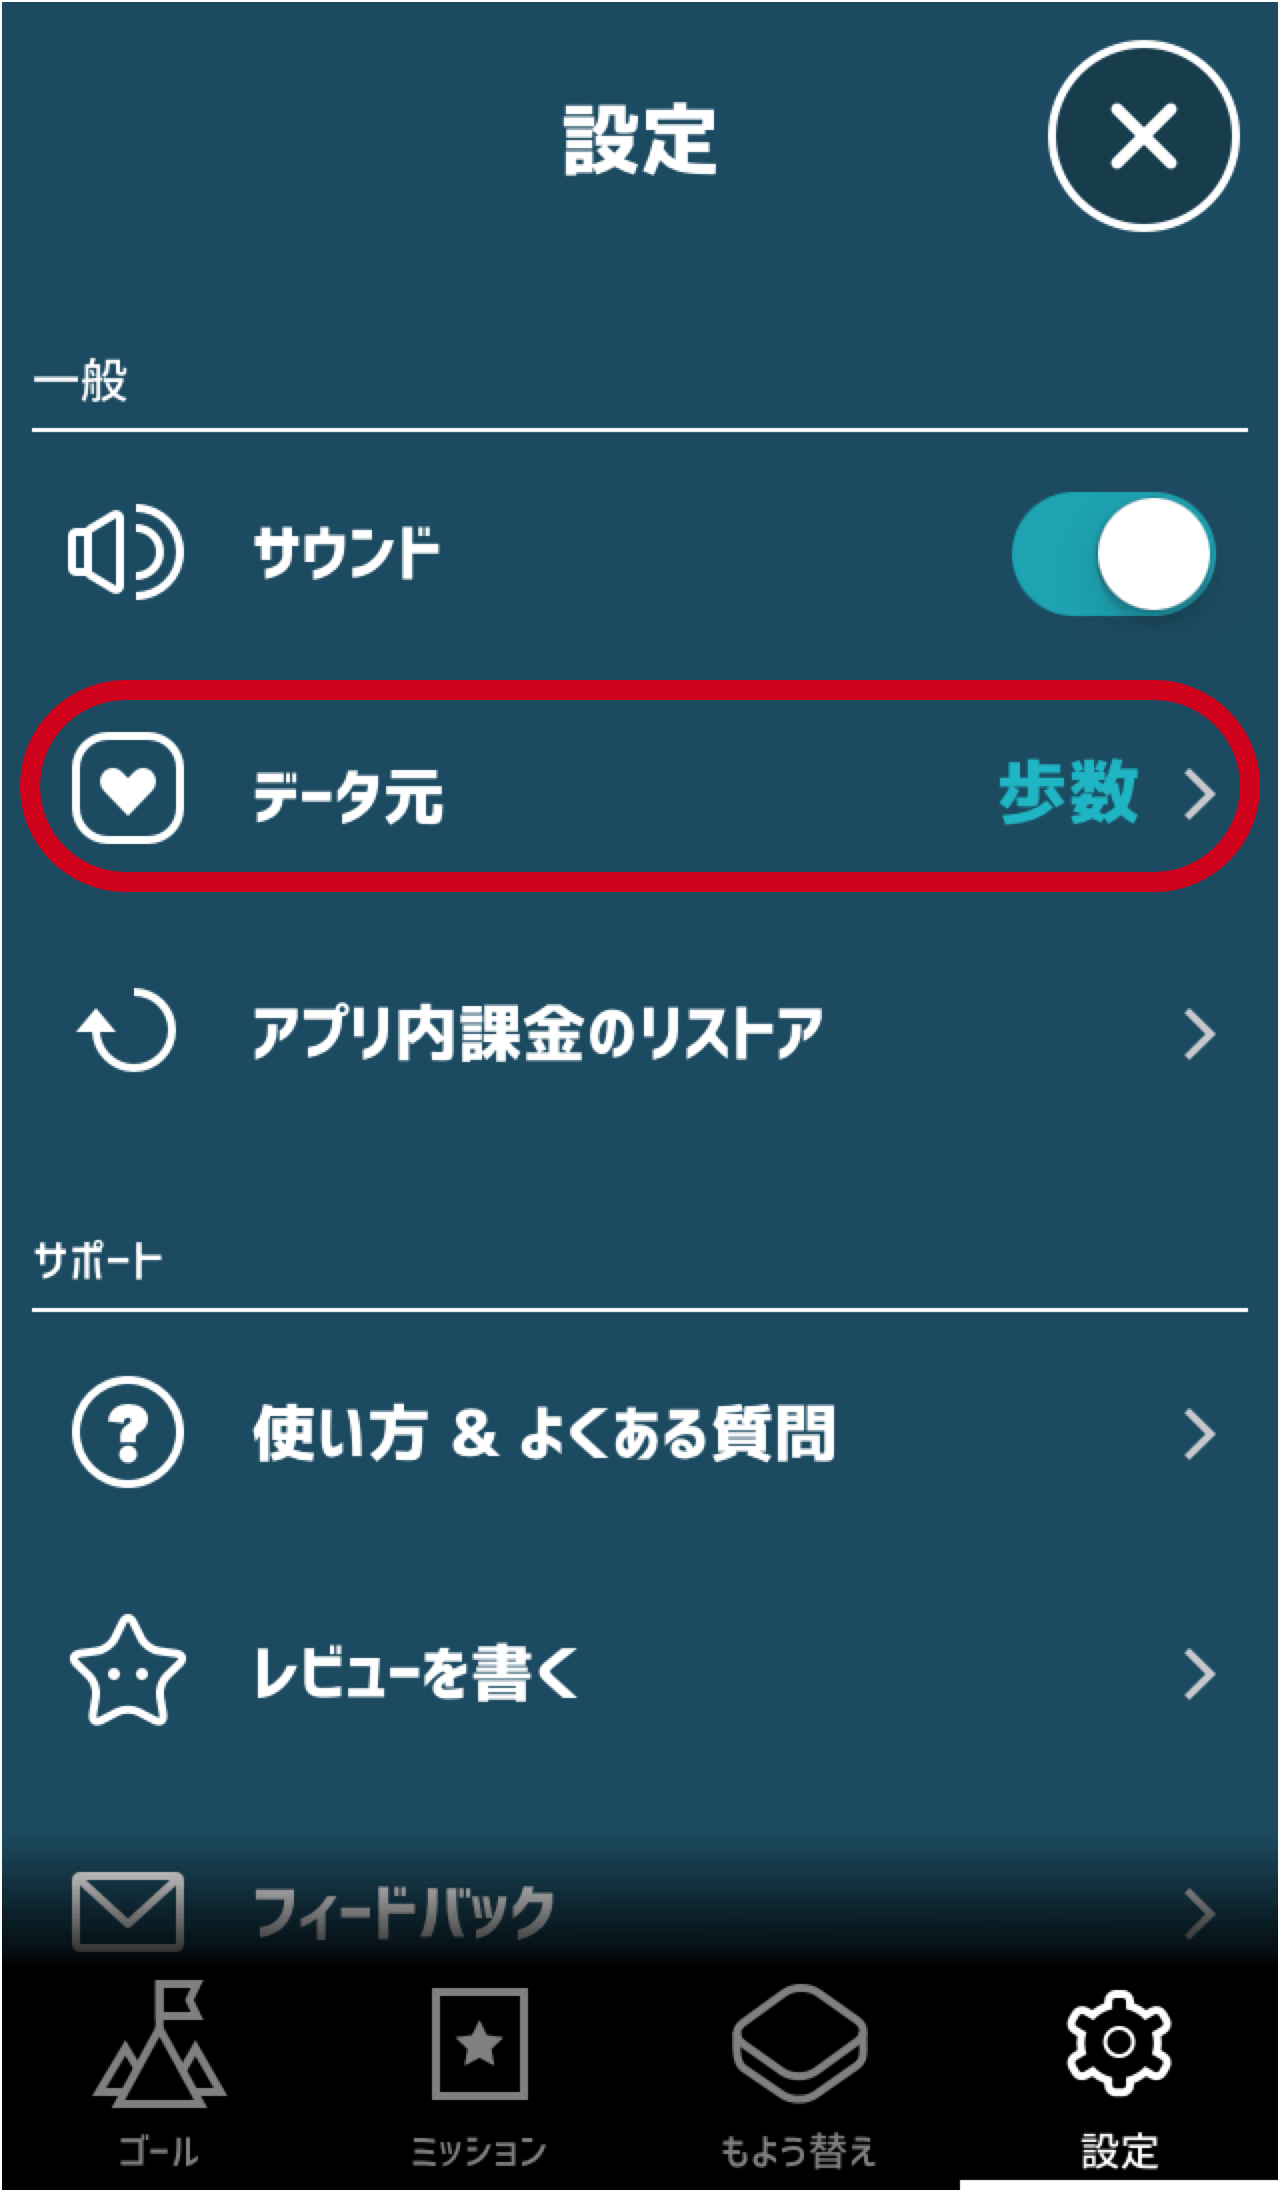 設定
一般
サウンド
データ元 歩数
アプリ内課金のリストア
サポート
使い方 & よくある質問
レビューを書く
フィードバック
ゴール ミッション もよう替え 設定